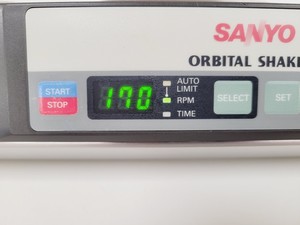 SANYO
ORBITAL SHAKE
START
STOP
170
AUTO
LIMIT
RPM
TIME
SELECT
SET